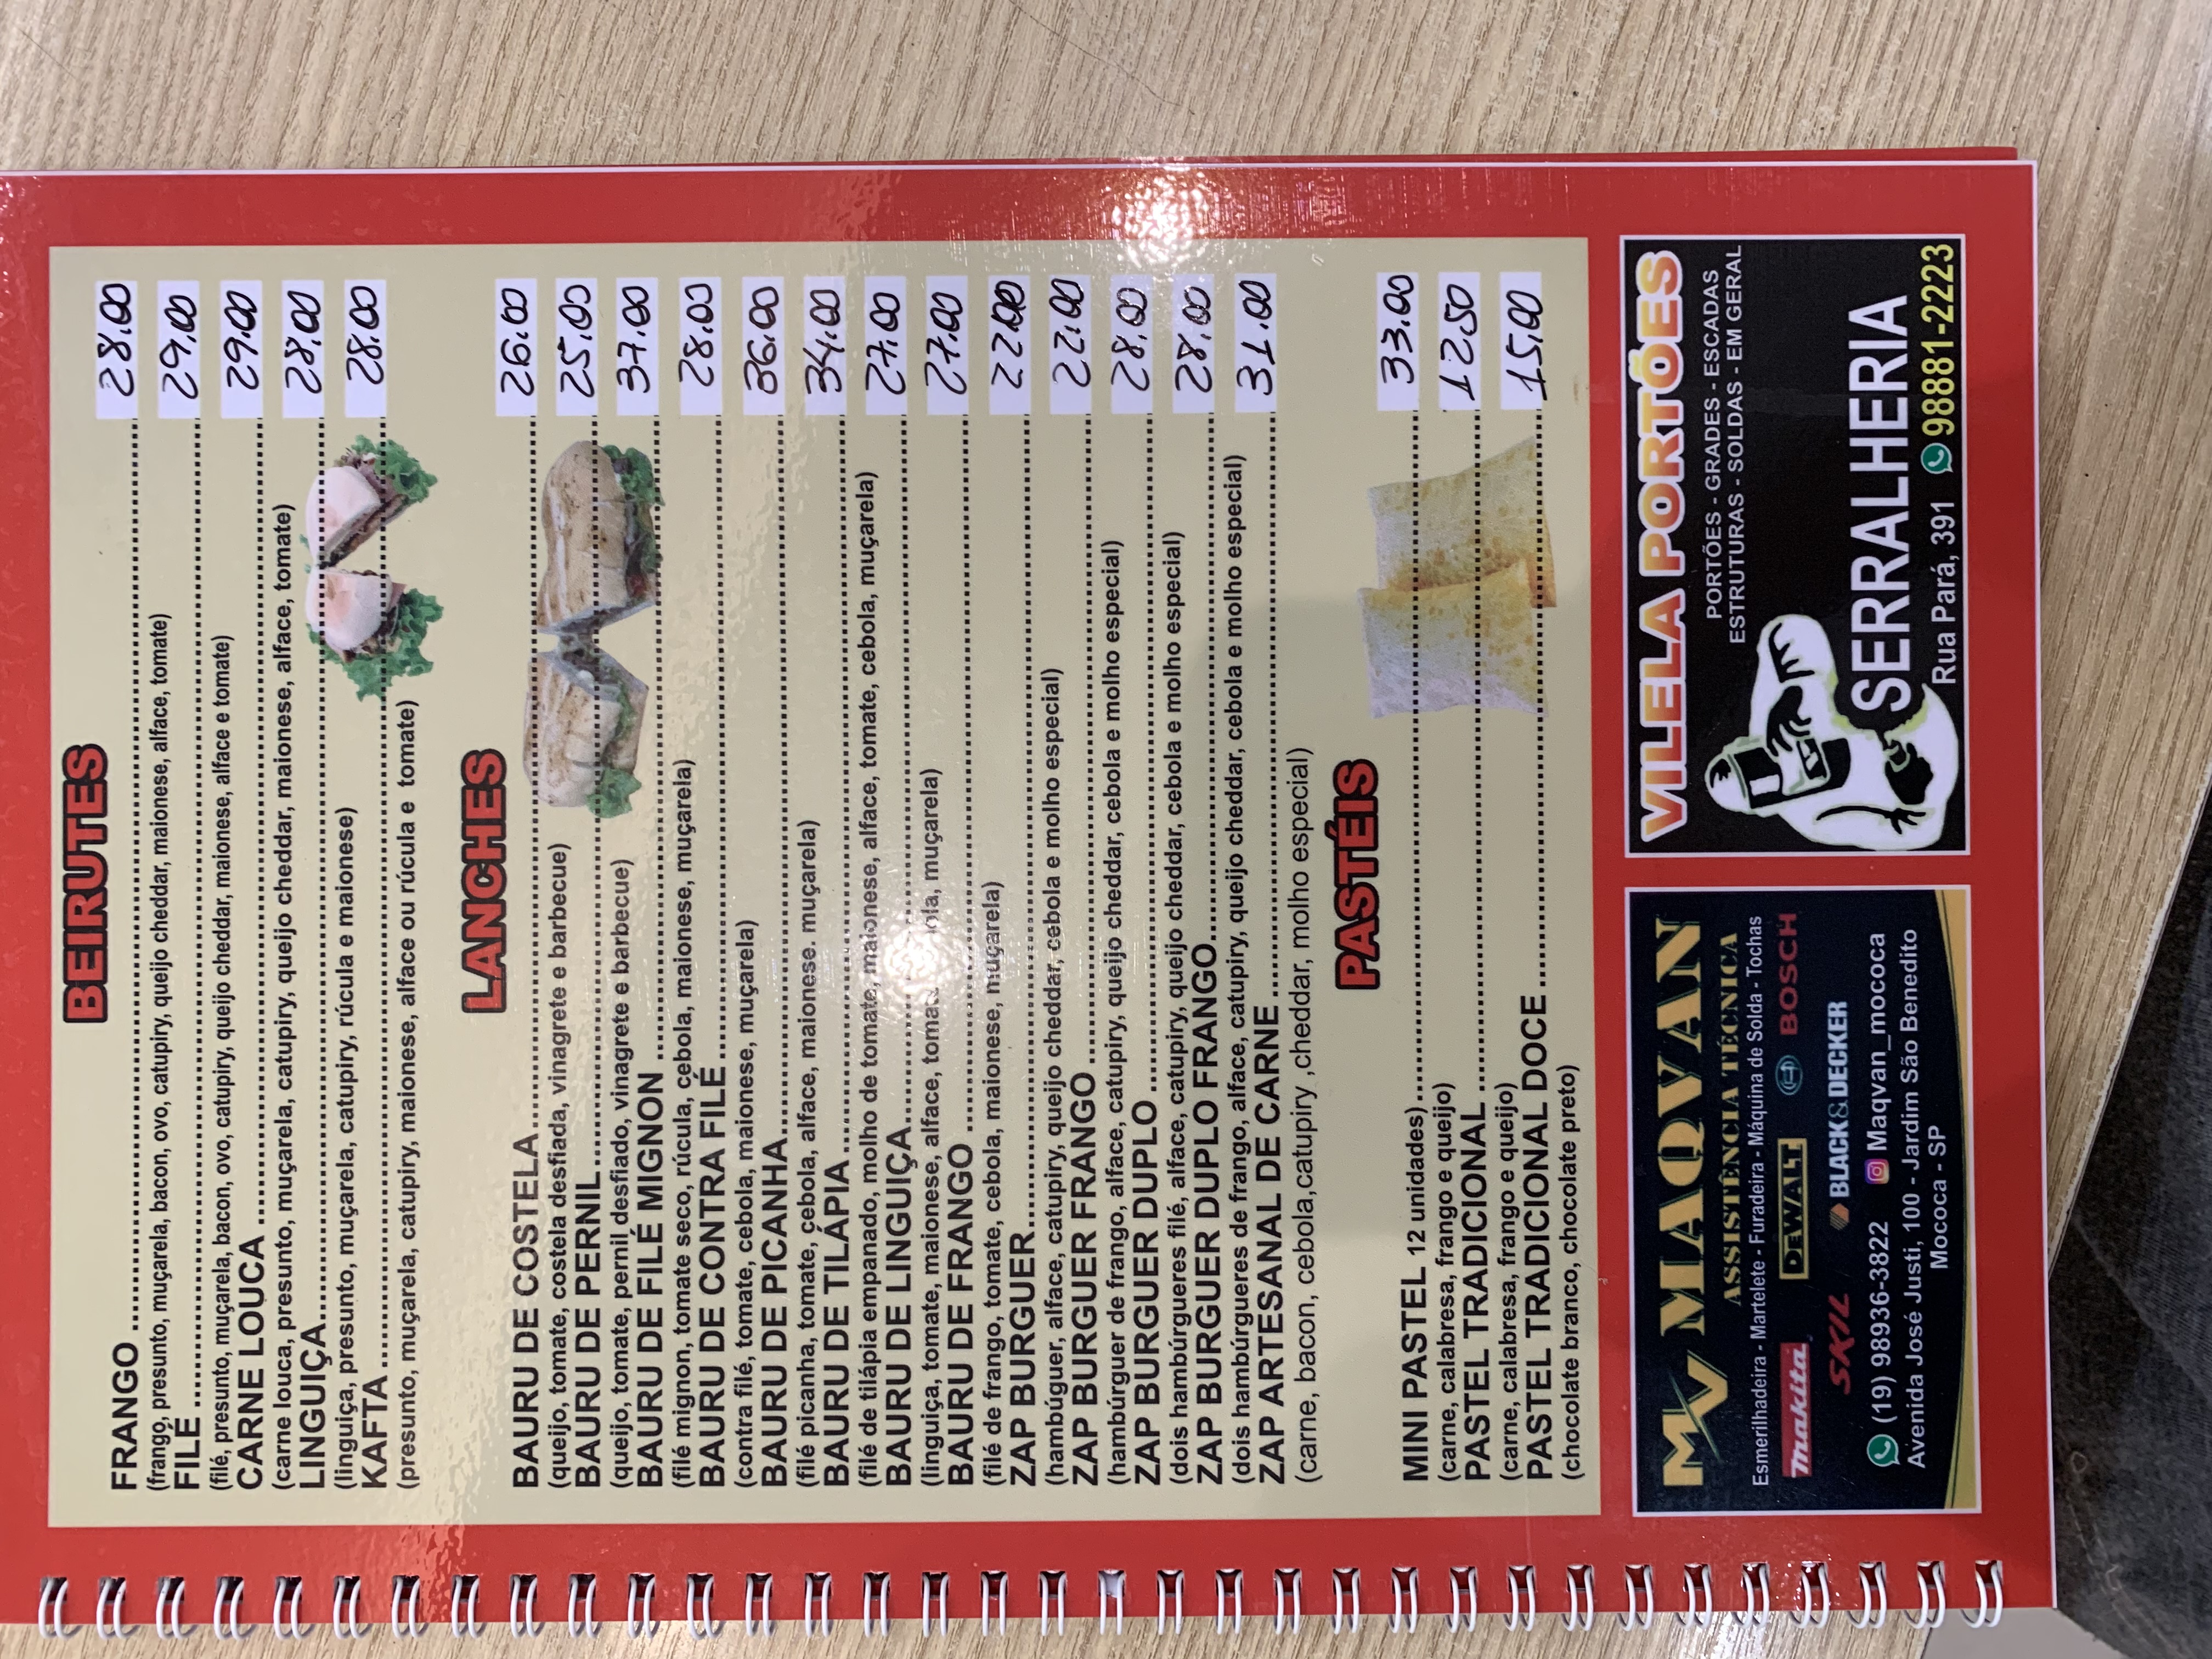 BEIRUTES
FRANGO ........ 28,00
(frango, presunto, muçarela, bacon, ovo, catupiry, queijo cheddar, maionese, alface, tomate)
FILÉ ........ 29,00
(filé, presunto, muçarela, bacon, ovo, catupiry, queijo cheddar, maionese, alface e tomate)
CARNE LOUCA ........ 29.00
(carne louca, presunto, muçarela, catupiry, queijo cheddar, maionese, alface, tomate)
LINGUIÇA........ 28,00
(linguiça, presunto, muçarela, catupiry, rúcula e maionese)
KAFTA ........ 28.00
(presunto, muçarela, catupiry, maionese, alface ou rúcula e tomate)
LANCHES
BAURU DE COSTELA........ 26.00
(queijo, tomate, costela desfiada, vinagrete e barbecue)
BAURU DE PERNIL........ 25,00
(queijo, tomate, pernil desfiado, vinagrete e barbecue)
BAURU DE FILÉ MIGNON ........ 37.00
(filé mignon, tomate seco, rúcula, cebola, maionese, muçarela)
BAURU DE CONTRA FILÉ........ 28,00
(contra filé, tomate, cebola, maionese, muçarela)
BAURU DE PICANHA........ 36.00
(filé picanha, tomate, cebola, alface, maionese. muçarela)
BAURU DE TILÁPIA ........ 34.00
(filé de tilápia empanado, molho de tomate, maionese, alface, tomate, cebola, muçarela)
BAURU DE LINGUIÇA........ 27.00
(linguiça, tomate, maionese, alface, muçarela)
BAURU DE FRANGO ........ 27.00
(filé de frango, tomate, cebola, maionese, muçarela)
ZAP BURGUER........ 22,00
(hambúguer, alface, catupiry, queijo cheddar, cebola e molho especial)
ZAP BURGUER FRANGO ........ 22,00
(hambúrguer de frango, alface, catupiry, queijo cheddar, cebola e molho especial)
ZAP BURGUER DUPLO ........ 28,00
(dois hambúrgueres filé, alface, catupiry, queijo cheddar, cebola e molho especial)
ZAP BURGUER DUPLO FRANGO........ 28,00
(dois hambúrgueres de frango, alface, catupiry, queijo cheddar, cebola e molho especial)
ZAP ARTESANAL DE CARNE ........ 31.00
(carne, bacon, cebola,catupiry ,cheddar, molho especial)
PASTÉIS
MINI PASTEL 12 unidades)........ 33.00
(carne, calabresa, frango e queijo)
PASTEL TRADICIONAL ........ 12,50
(carne, calabresa, frango e queijo)
PASTEL TRADICIONAL DOCE ........ 15,00
(chocolate branco, chocolate preto)
MV MAQVAN
ASSISTÊNCIA TÉCNICA
Esmerilhadeira - Martelete - Furadeira - Máquina de Solda - Tochas
makita DEWALT BOSCH
SKIL BLACK&DECKER
(19) 98936-3822 Maqvan_mococa
Avenida José Justi, 100 - Jardim São Benedito
Mococa - SP
VILELA PORTÕES
PORTÕES - GRADES - ESCADAS
ESTRUTURAS - SOLDAS - EM GERAL
SERRALHERIA
Rua Pará, 391 98881-2223